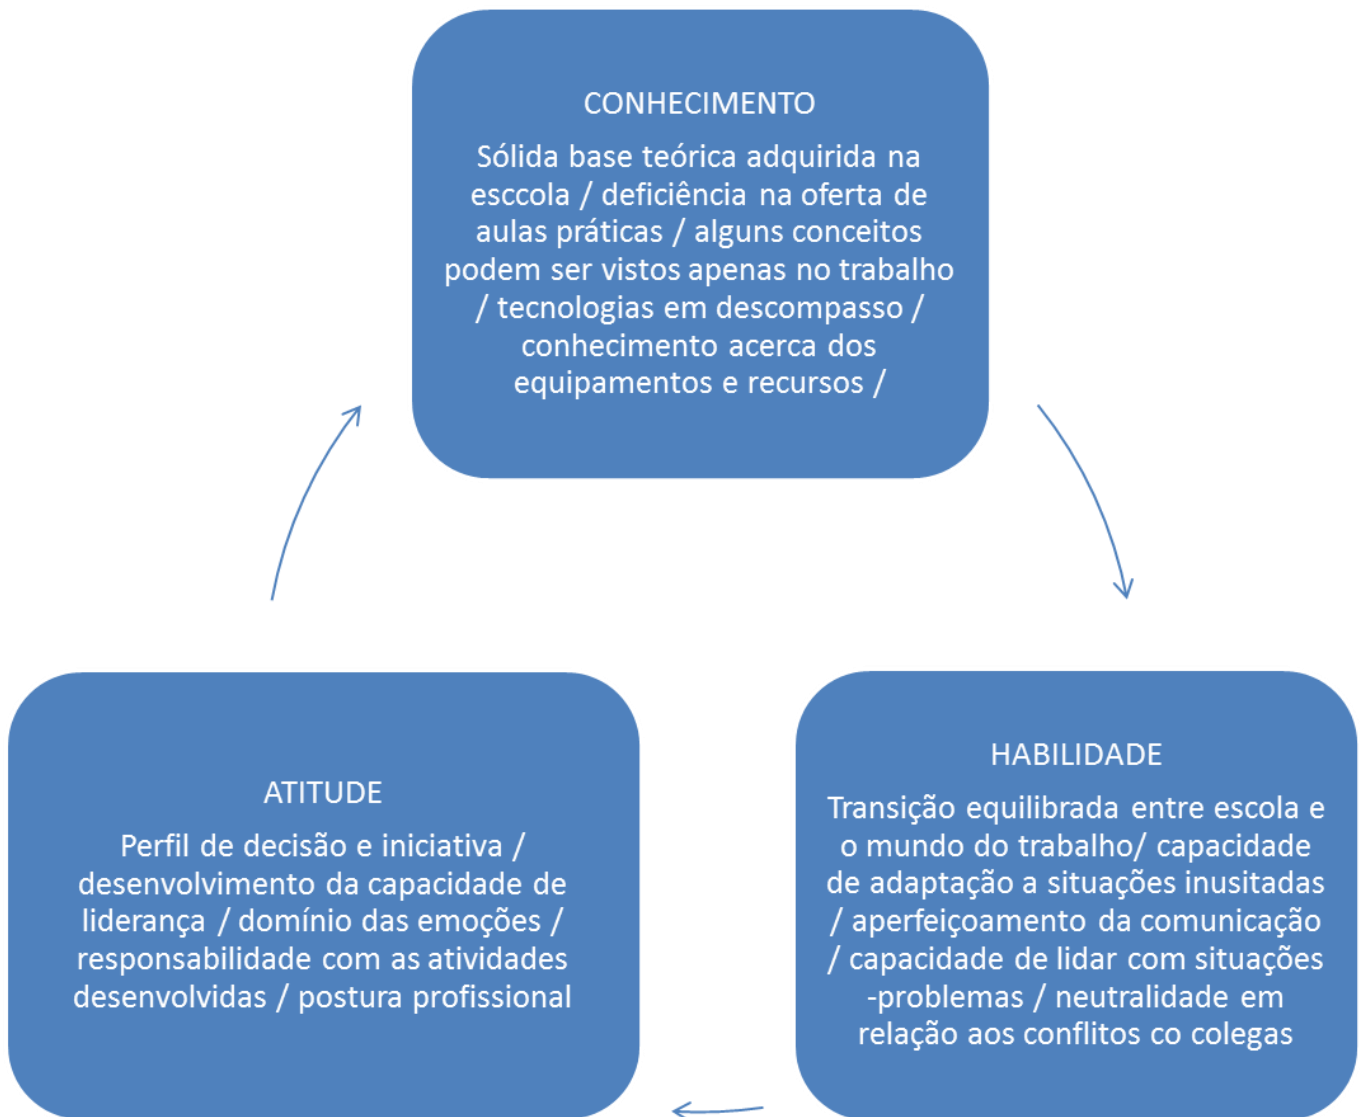 CONHECIMENTO
Sólida base teórica adquirida na
esccola / deficiência na oferta de
aulas práticas / alguns conceitos
podem ser vistos apenas no trabalho
/ tecnologias em descompasso /
conhecimento acerca dos
equipamentos e recursos /
HABILIDADE
Transição equilibrada entre escola e
o mundo do trabalho/ capacidade
de adaptação a situações inusitadas
/ aperfeiçoamento da comunicação
/ capacidade de lidar com situações
-problemas / neutralidade em
relação aos conflitos co colegas
ATITUDE
Perfil de decisão e iniciativa /
desenvolvimento da capacidade de
liderança / domínio das emoções /
responsabilidade com as atividades
desenvolvidas / postura profissional